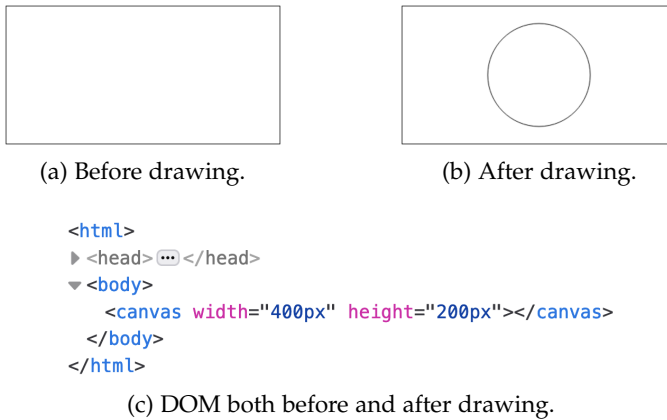 (a) Before drawing.
(b) After drawing.
<html>
<head>•••</head>
<body>
<canvas width="400px" height="200px"></canvas>
</body>
</html>
(c) DOM both before and after drawing.